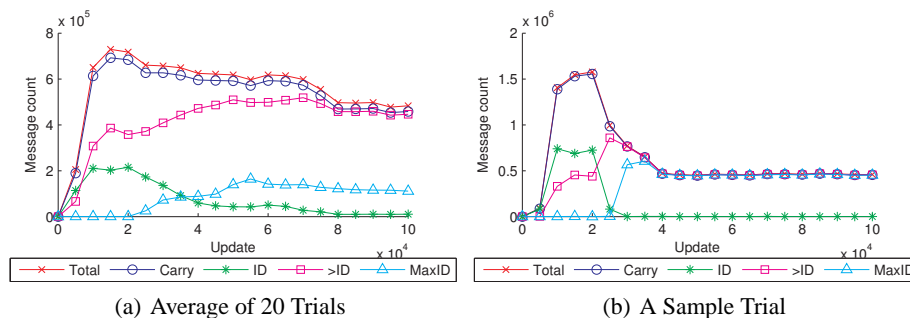 x 10^5
8
6
4
2
0
Message count
0 2 4 6 8 10
Update
x 10^4
Total Carry ID >ID MaxID
(a) Average of 20 Trials
x 10^6
2
1.5
1
0.5
0
Message count
0 2 4 6 8 10
Update
x 10^4
Total Carry ID >ID MaxID
(b) A Sample Trial